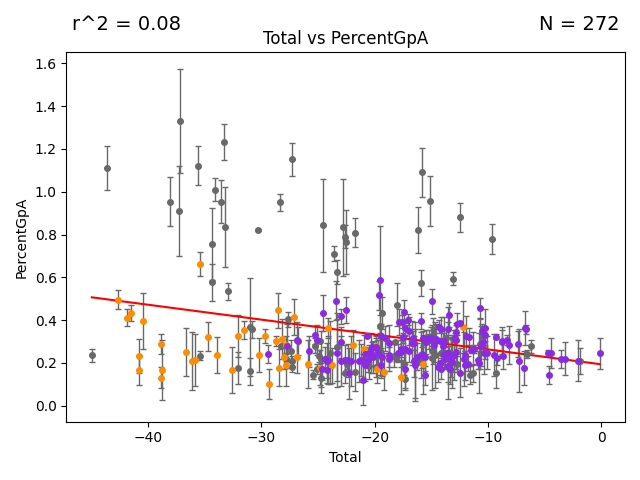 r^2 = 0.08
N = 272
Total vs PercentGpA
PercentGpA
1.6
1.4
1.2
1.0
0.8
0.6
0.4
0.2
0.0
−40
−30
−20
−10
0
Total